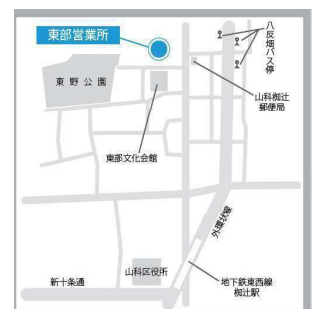 東部営業所
八反畑バス停
東野公園
山科椥辻
郵便局
東部文化会館
外環状線
山科区役所
新十条通
地下鉄東西線
椥辻駅